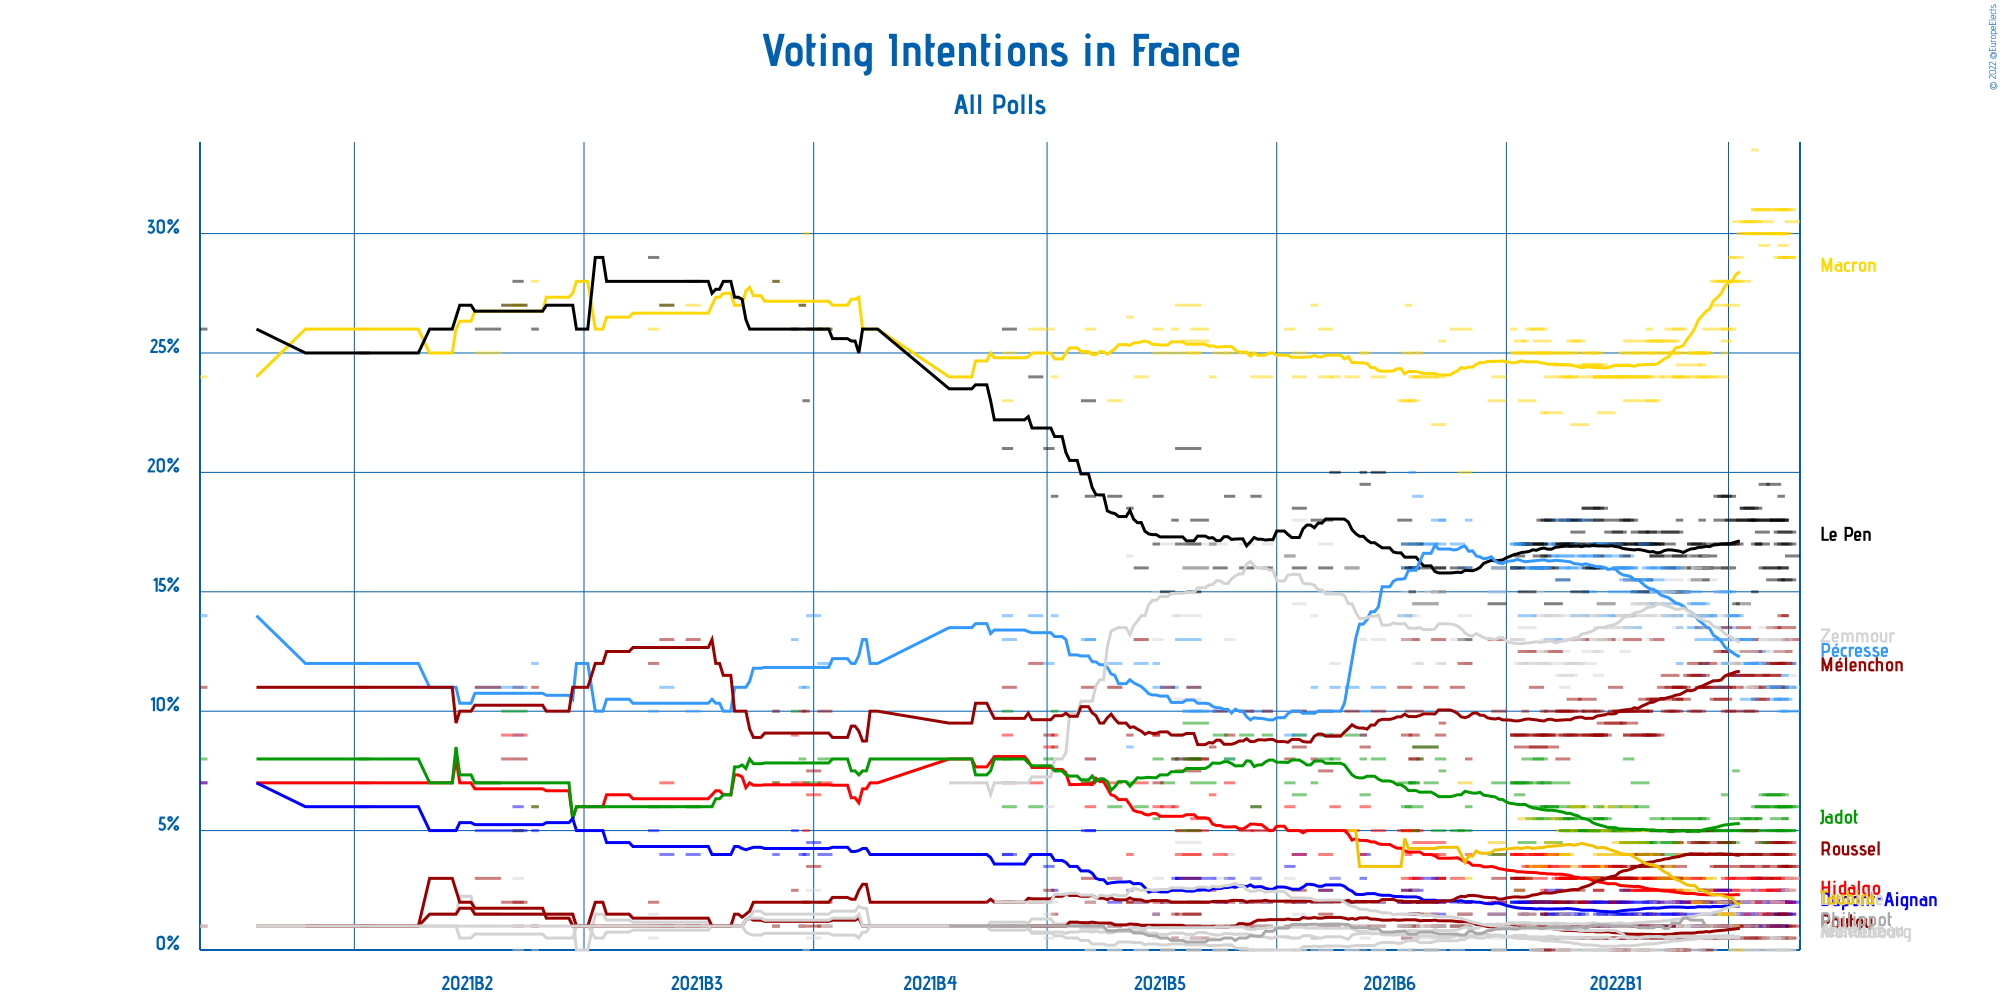 Voting Intentions in France
All Polls
© 2022 @EuropeElects
30%
25%
20%
15%
10%
5%
0%
Macron
Le Pen
Zemmour
Pécresse
Mélenchon
Jadot
Roussel
Hidalgo
Dupont-Aignan
Philippot
Poutou
2021B2
2021B3
2021B4
2021B5
2021B6
2022B1